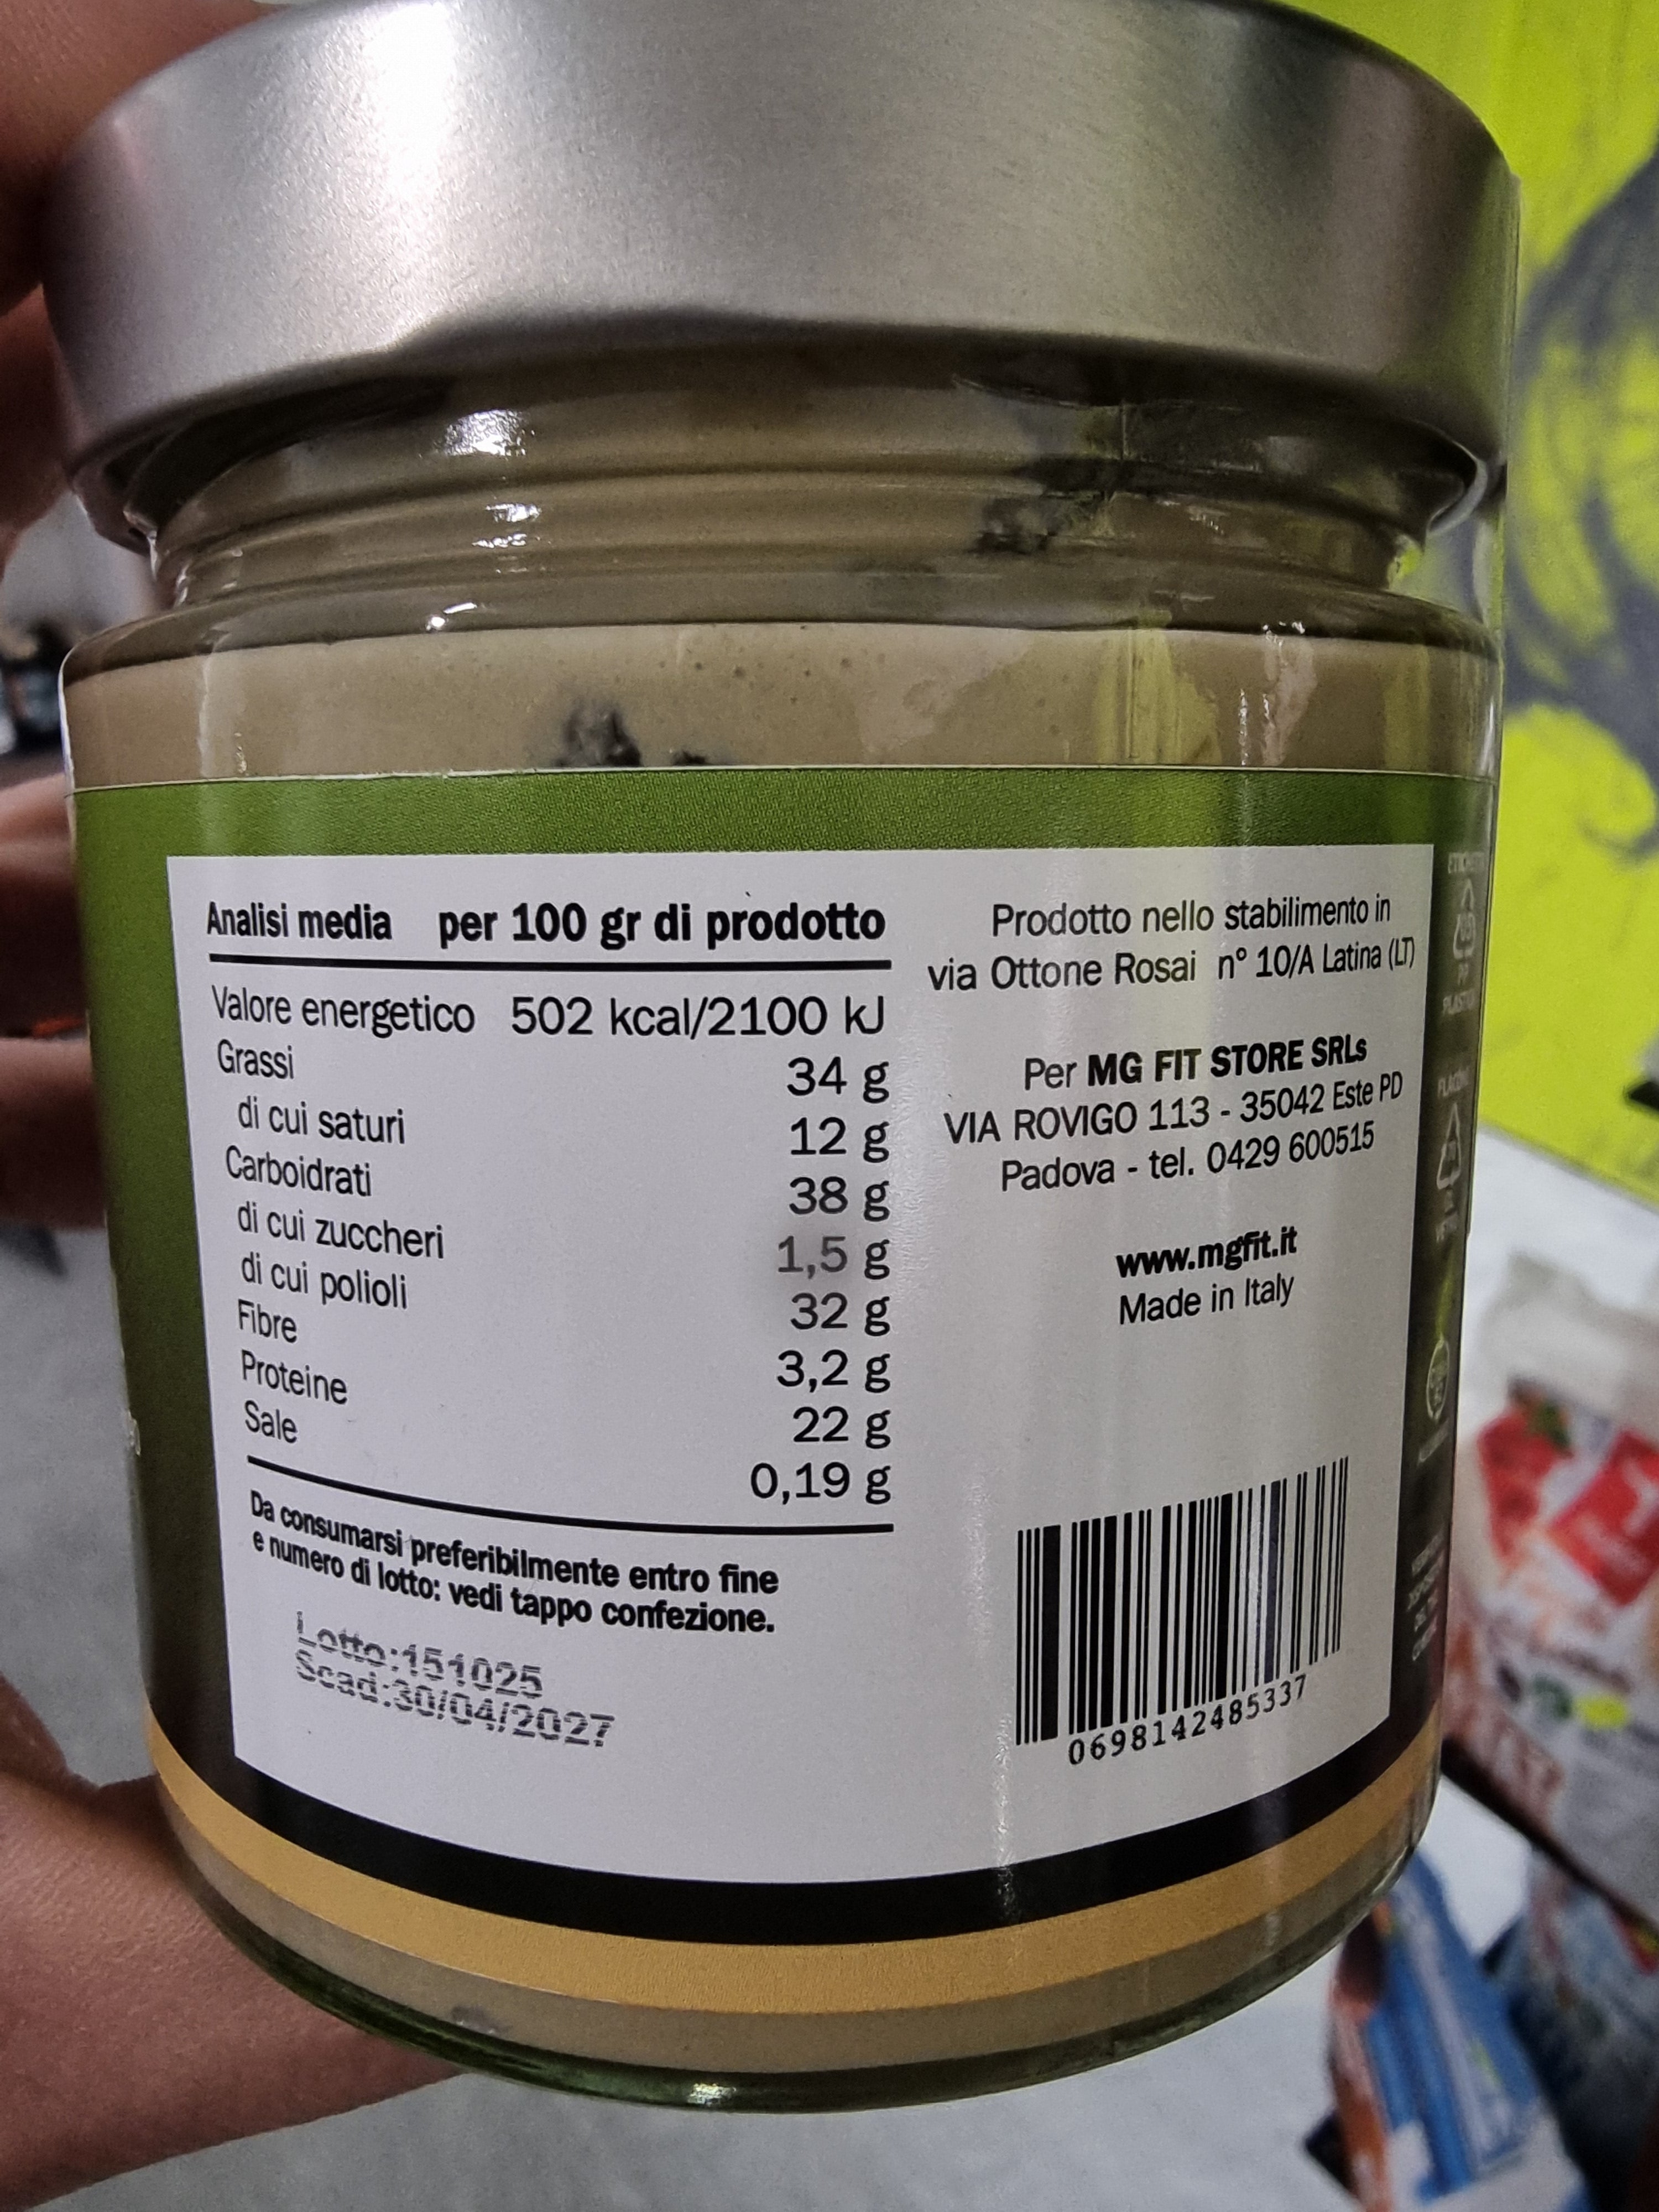 Analisi media per 100 gr di prodotto
Valore energetico 502 kcal/2100 kJ
Grassi 34 g
di cui saturi 12 g
Carboidrati 38 g
di cui zuccheri 1,5 g
di cui polioli 32 g
Fibre 3,2 g
Proteine 22 g
Sale 0,19 g
Da consumarsi preferibilmente entro fine
e numero di lotto: vedi tappo confezione.
Lotto:151025
Scad:30/04/2027
Prodotto nello stabilimento in
via Ottone Rosai n° 10/A Latina (LT)
Per MG FIT STORE SRLs
VIA ROVIGO 113 - 35042 Este PD
Padova - tel. 0429 600515
www.mgfit.it
Made in Italy
0698142485337
PP
PLASTICA